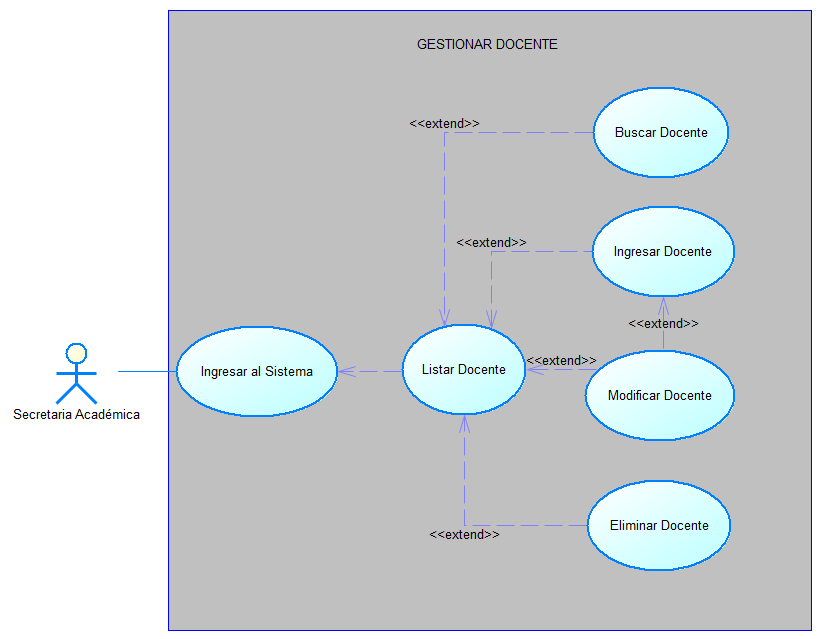 GESTIONAR DOCENTE
<<extend>>
Buscar Docente
<<extend>>
Ingresar Docente
<<extend>>
Ingresar al Sistema
Listar Docente
<<extend>>
Modificar Docente
Secretaria Académica
<<extend>>
Eliminar Docente